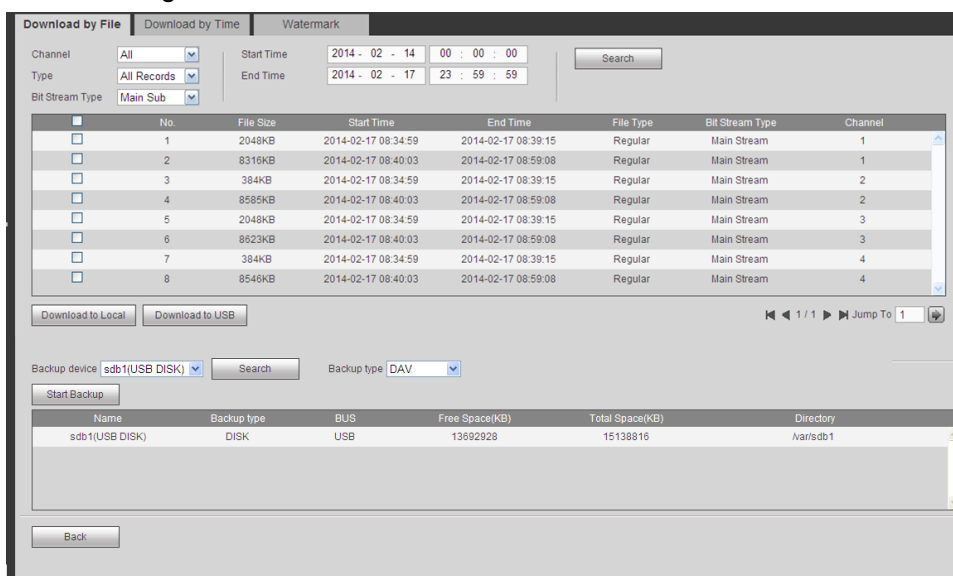 Download by File Download by Time Watermark
Channel All Start Time 2014 - 02 - 14 00 : 00 : 00 Search
Type All Records End Time 2014 - 02 - 17 23 : 59 : 59
Bit Stream Type Main Sub
No. File Size Start Time End Time File Type Bit Stream Type Channel
1 2048KB 2014-02-17 08:34:59 2014-02-17 08:39:15 Regular Main Stream 1
2 8316KB 2014-02-17 08:40:03 2014-02-17 08:59:08 Regular Main Stream 1
3 384KB 2014-02-17 08:34:59 2014-02-17 08:39:15 Regular Main Stream 2
4 8585KB 2014-02-17 08:40:03 2014-02-17 08:59:08 Regular Main Stream 2
5 2048KB 2014-02-17 08:34:59 2014-02-17 08:39:15 Regular Main Stream 3
6 8623KB 2014-02-17 08:40:03 2014-02-17 08:59:08 Regular Main Stream 3
7 384KB 2014-02-17 08:34:59 2014-02-17 08:39:15 Regular Main Stream 4
8 8546KB 2014-02-17 08:40:03 2014-02-17 08:59:08 Regular Main Stream 4
Download to Local Download to USB 1 / 1 Jump To 1
Backup device sdb1(USB DISK) Search Backup type DAV
Start Backup
Name Backup type BUS Free Space(KB) Total Space(KB) Directory
sdb1(USB DISK) DISK USB 13692928 15138816 /var/sdb1
Back